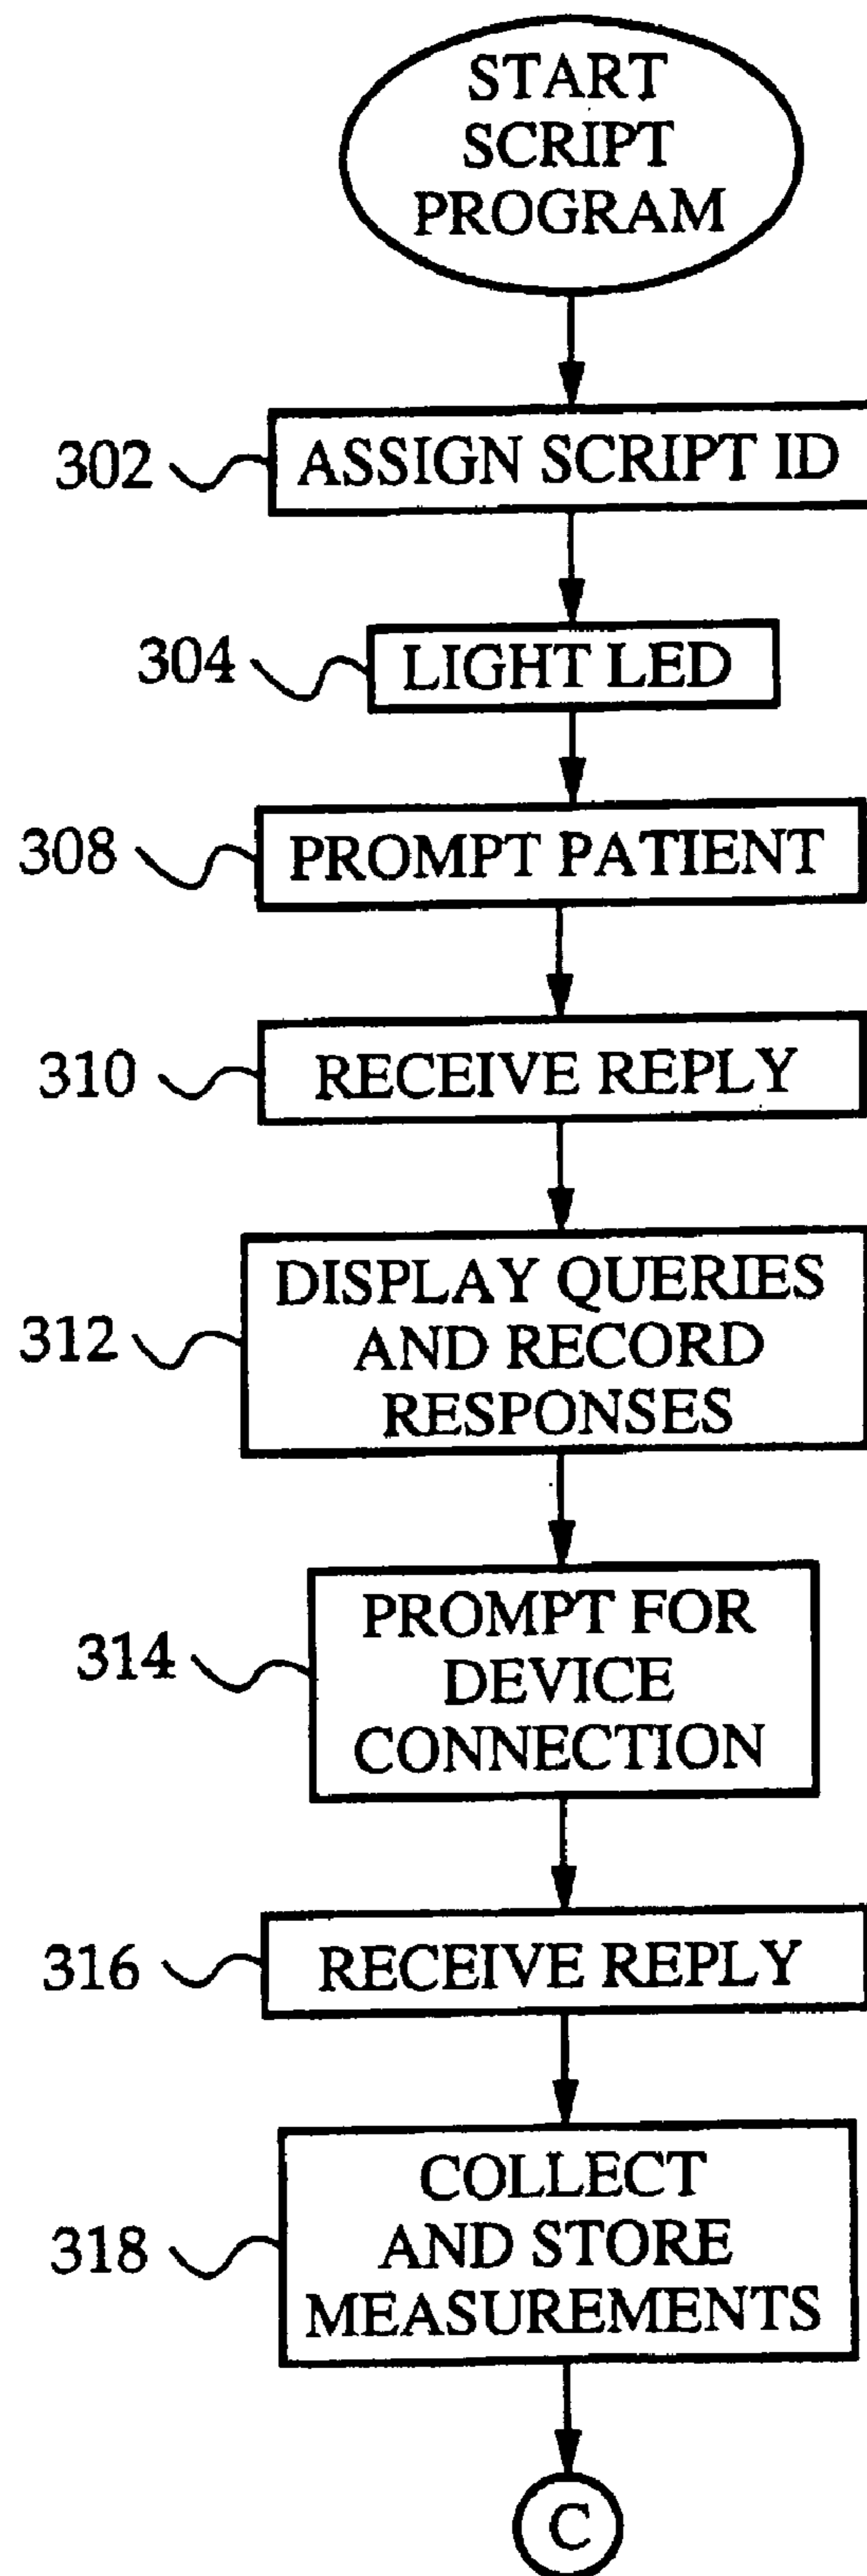 START
SCRIPT
PROGRAM
302
ASSIGN SCRIPT ID
304
LIGHT LED
308
PROMPT PATIENT
310
RECEIVE REPLY
312
DISPLAY QUERIES
AND RECORD
RESPONSES
314
PROMPT FOR
DEVICE
CONNECTION
316
RECEIVE REPLY
318
COLLECT
AND STORE
MEASUREMENTS
C